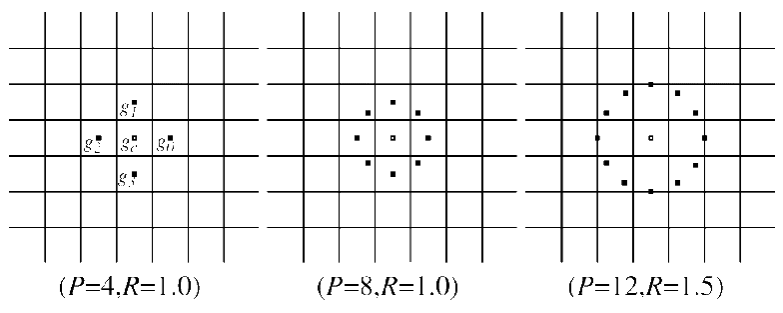 g1
g2 gc g0
g3
(P=4,R=1.0) (P=8,R=1.0) (P=12,R=1.5)